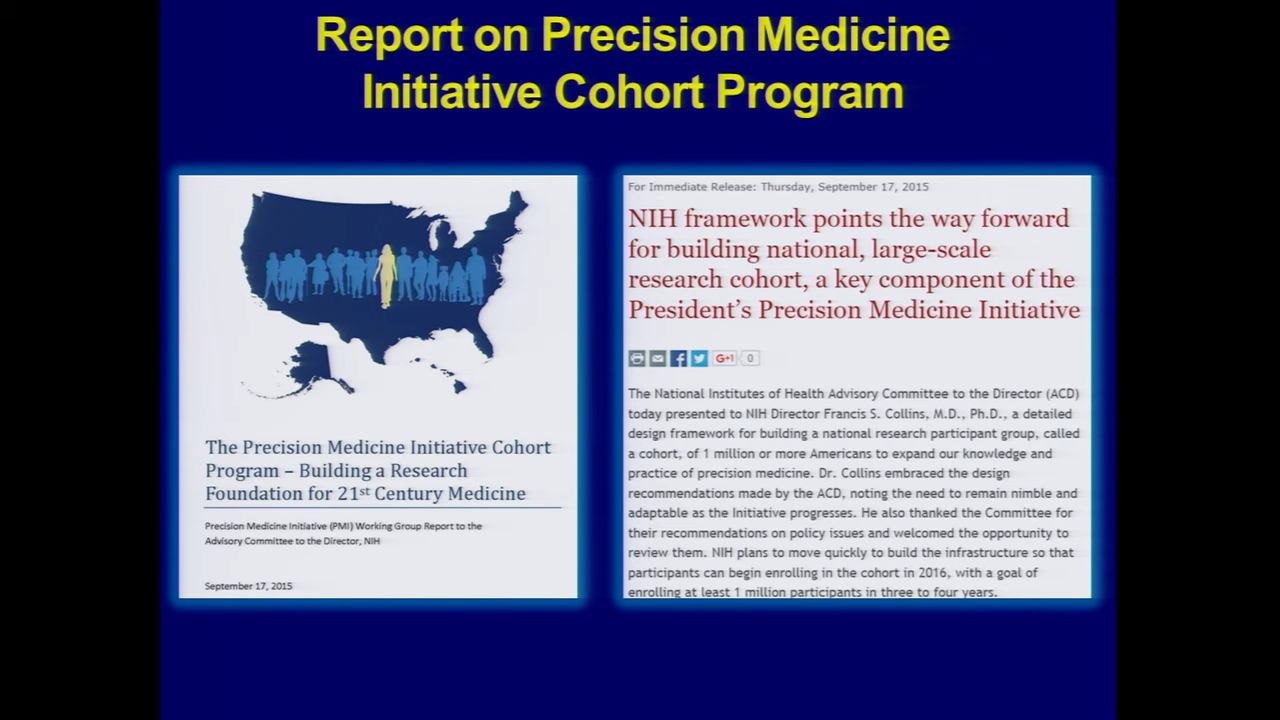 Report on Precision Medicine
Initiative Cohort Program
The Precision Medicine Initiative Cohort
Program – Building a Research
Foundation for 21st Century Medicine
Precision Medicine Initiative (PMI) Working Group Report to the
Advisory Committee to the Director, NIH
September 17, 2015
For Immediate Release: Thursday, September 17, 2015
NIH framework points the way forward
for building national, large-scale
research cohort, a key component of the
President's Precision Medicine Initiative
G+1 0
The National Institutes of Health Advisory Committee to the Director (ACD)
today presented to NIH Director Francis S. Collins, M.D., Ph.D., a detailed
design framework for building a national research participant group, called
a cohort, of 1 million or more Americans to expand our knowledge and
practice of precision medicine. Dr. Collins embraced the design
recommendations made by the ACD, noting the need to remain nimble and
adaptable as the Initiative progresses. He also thanked the Committee for
their recommendations on policy issues and welcomed the opportunity to
review them. NIH plans to move quickly to build the infrastructure so that
participants can begin enrolling in the cohort in 2016, with a goal of
enrolling at least 1 million participants in three to four years.